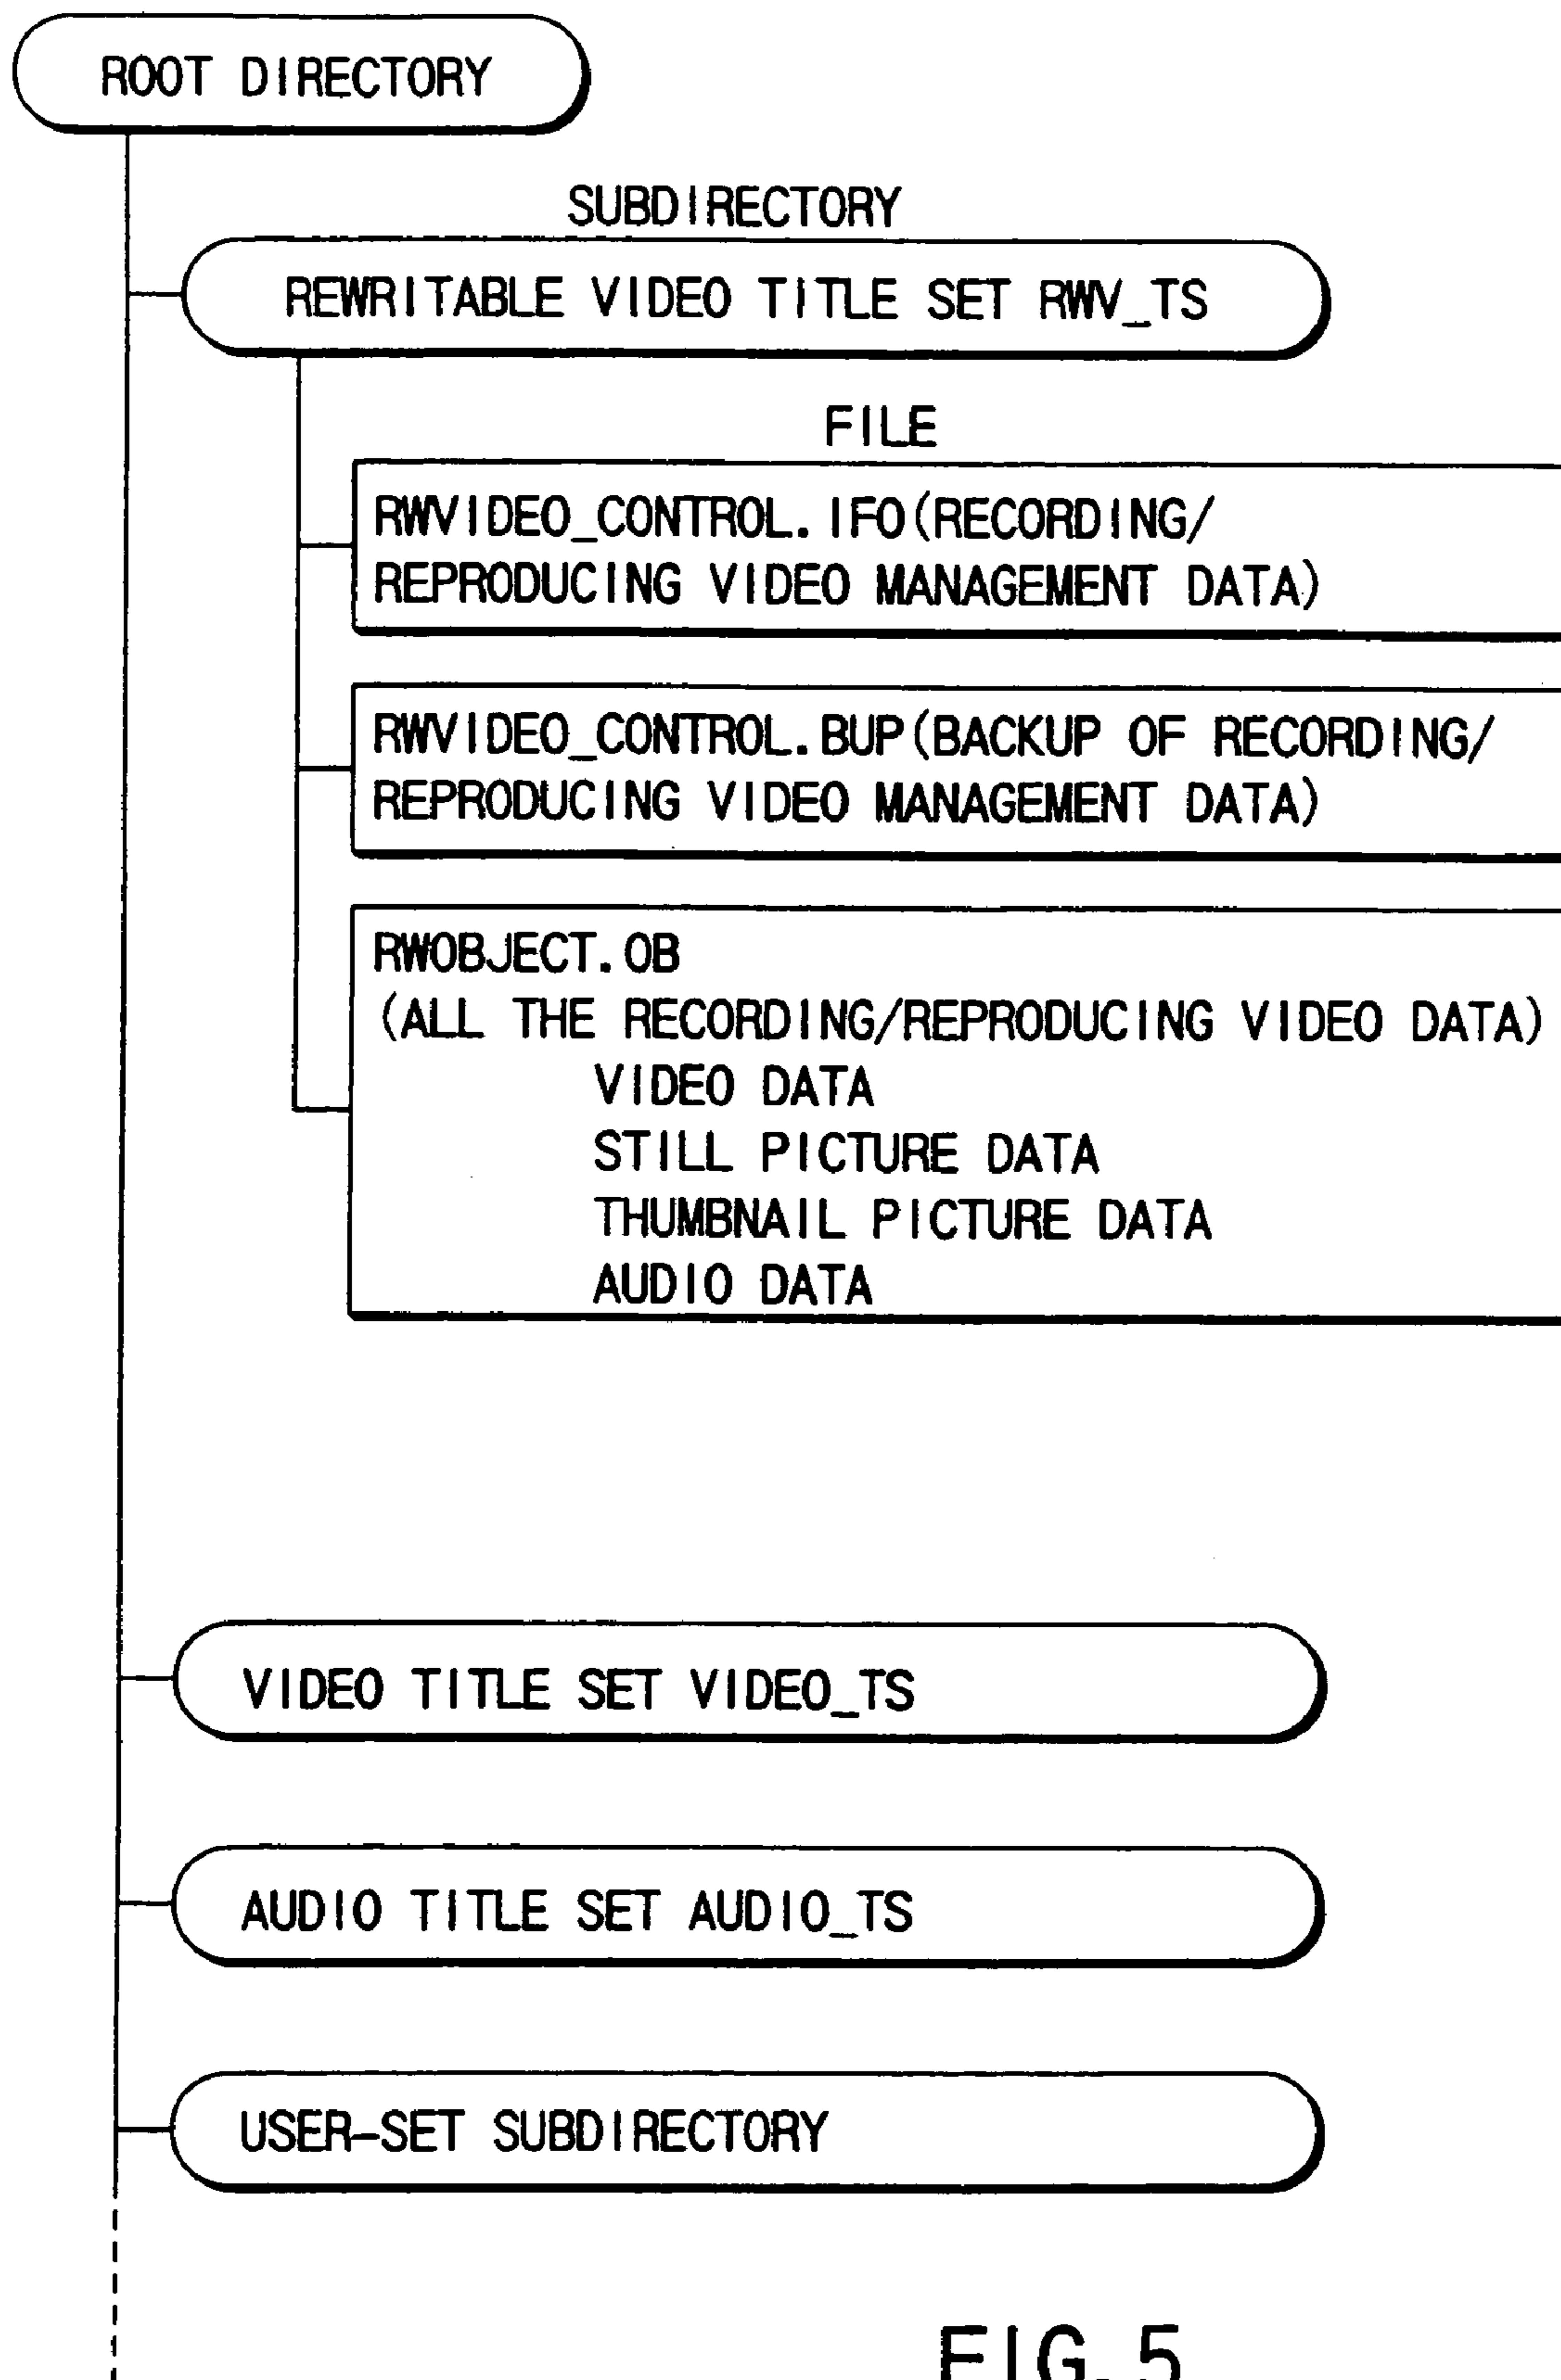 ROOT DIRECTORY
SUBDIRECTORY
REWRITABLE VIDEO TITLE SET RWV_TS
FILE
RWVIDEO_CONTROL.IFO(RECORDING/
REPRODUCING VIDEO MANAGEMENT DATA)
RWVIDEO_CONTROL.BUP(BACKUP OF RECORDING/
REPRODUCING VIDEO MANAGEMENT DATA)
RWOBJECT.OB
(ALL THE RECORDING/REPRODUCING VIDEO DATA)
VIDEO DATA
STILL PICTURE DATA
THUMBNAIL PICTURE DATA
AUDIO DATA
VIDEO TITLE SET VIDEO_TS
AUDIO TITLE SET AUDIO_TS
USER-SET SUBDIRECTORY
FIG.5